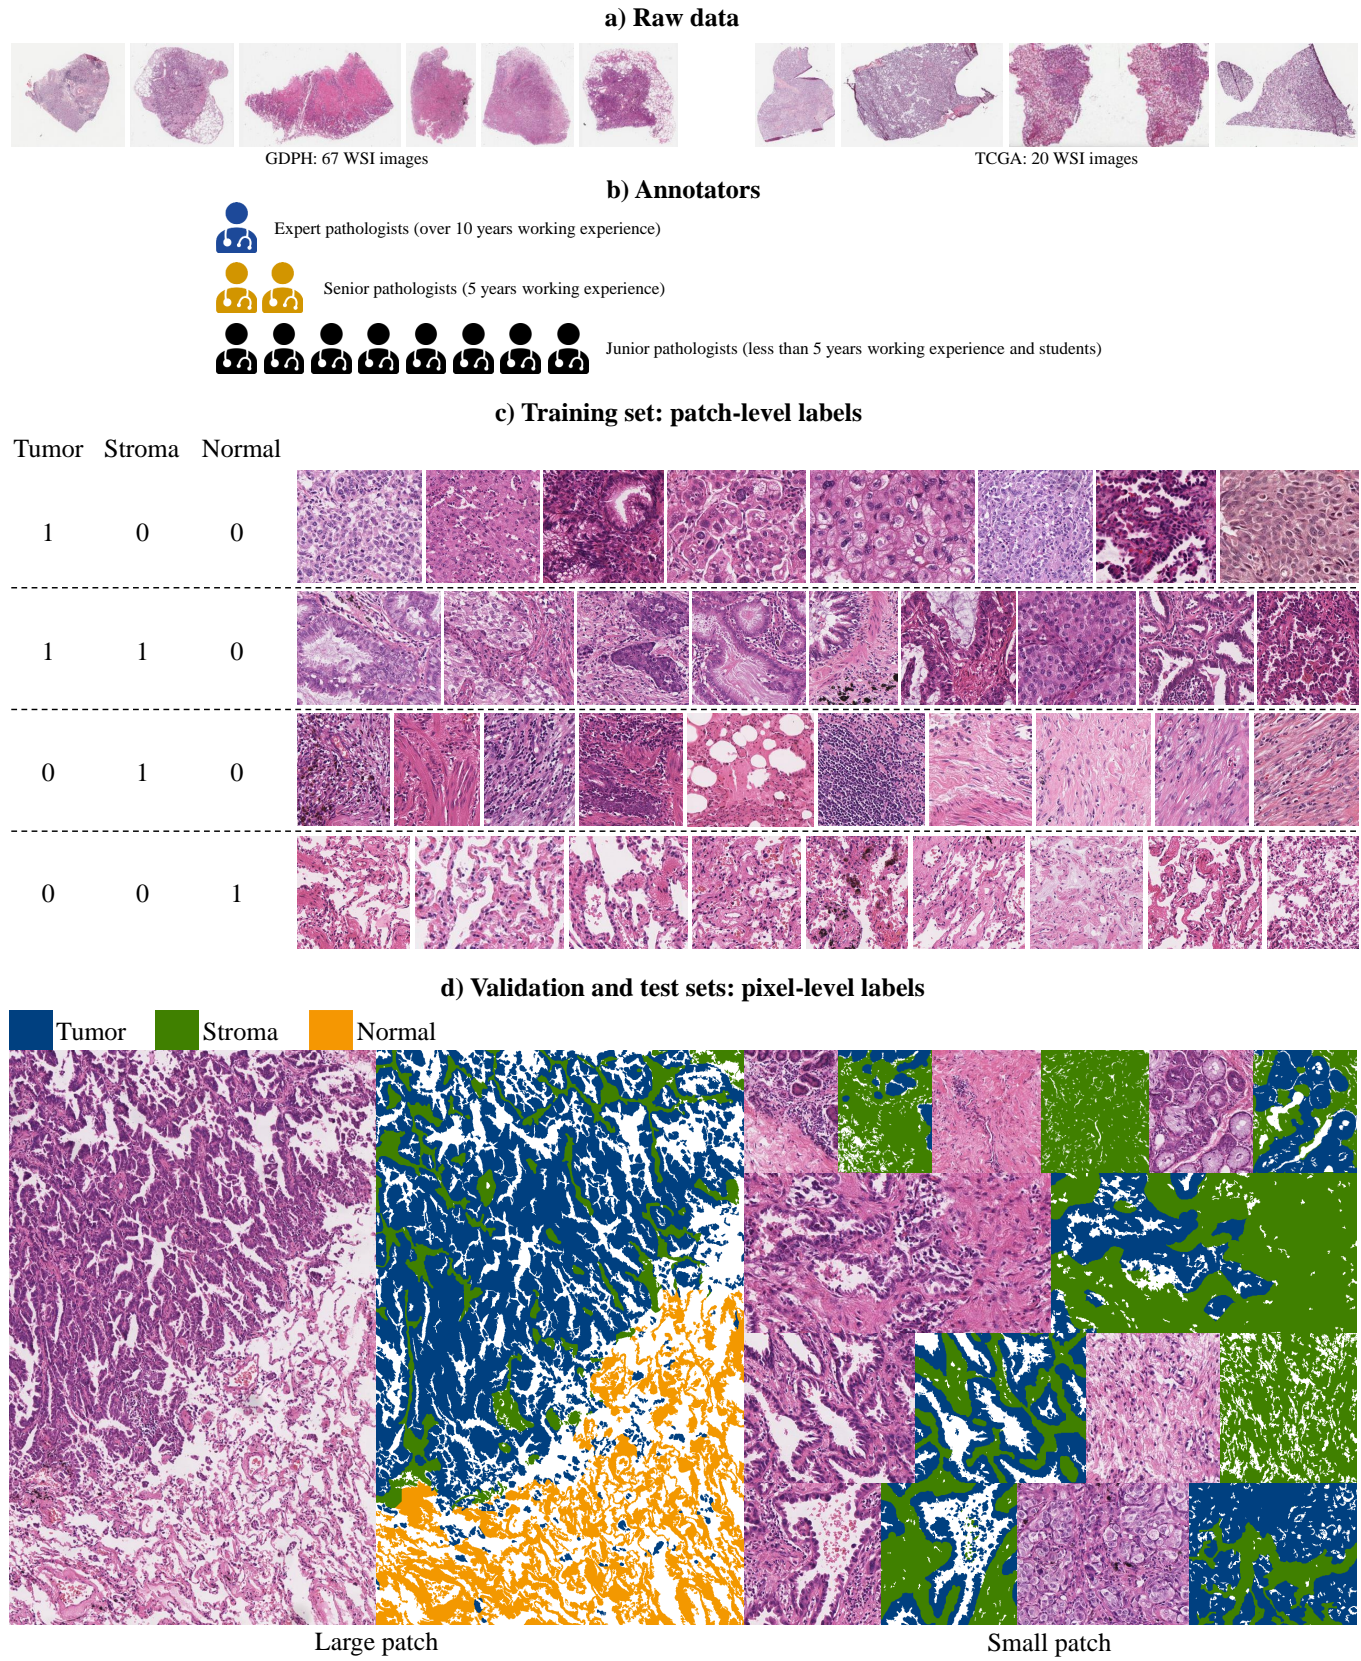 a) Raw data
GDPH: 67 WSI images
TCGA: 20 WSI images
b) Annotators
Expert pathologists (over 10 years working experience)
Senior pathologists (5 years working experience)
Junior pathologists (less than 5 years working experience and students)
c) Training set: patch-level labels
Tumor Stroma Normal
1 0 0
1 1 0
0 1 0
0 0 1
d) Validation and test sets: pixel-level labels
Tumor Stroma Normal
Large patch
Small patch